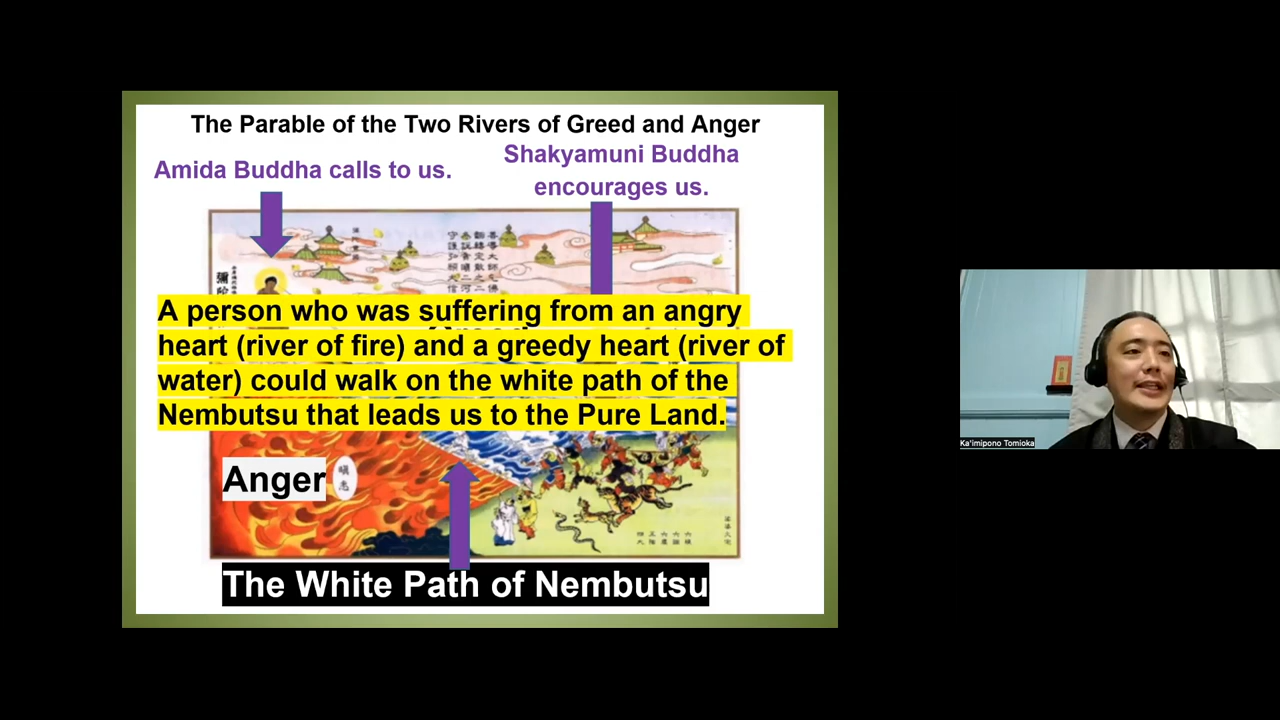 The Parable of the Two Rivers of Greed and Anger
Amida Buddha calls to us.
Shakyamuni Buddha
encourages us.
A person who was suffering from an angry
heart (river of fire) and a greedy heart (river of
water) could walk on the white path of the
Nembutsu that leads us to the Pure Land.
Anger
The White Path of Nembutsu
Ka'imipono Tomioka